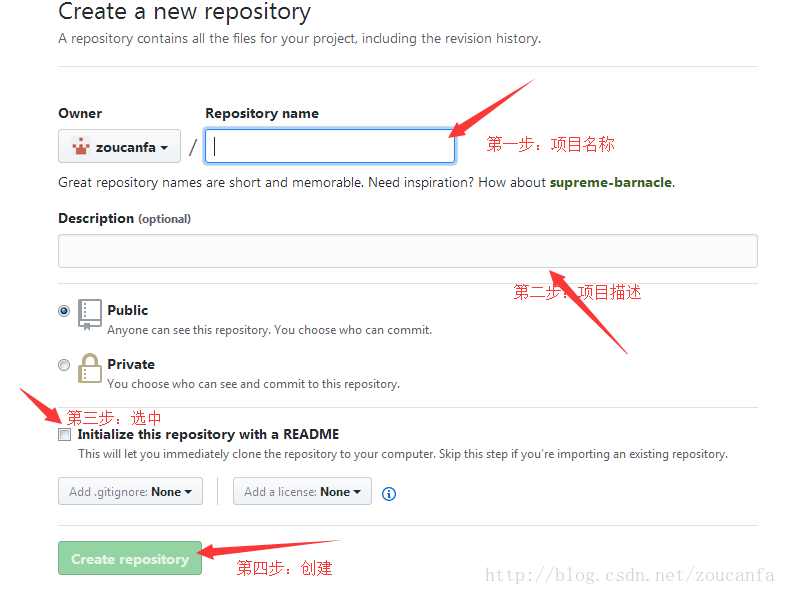 Create a new repository
A repository contains all the files for your project, including the revision history.
Owner
Repository name
zoucanfa
/
第一步：项目名称
Great repository names are short and memorable. Need inspiration? How about supreme-barnacle.
Description (optional)
第二步：项目描述
Public
Anyone can see this repository. You choose who can commit.
Private
You choose who can see and commit to this repository.
第三步：选中
Initialize this repository with a README
This will let you immediately clone the repository to your computer. Skip this step if you’re importing an existing repository.
Add .gitignore: None
Add a license: None
Create repository
第四步：创建
http://blog.csdn.net/zoucanfa